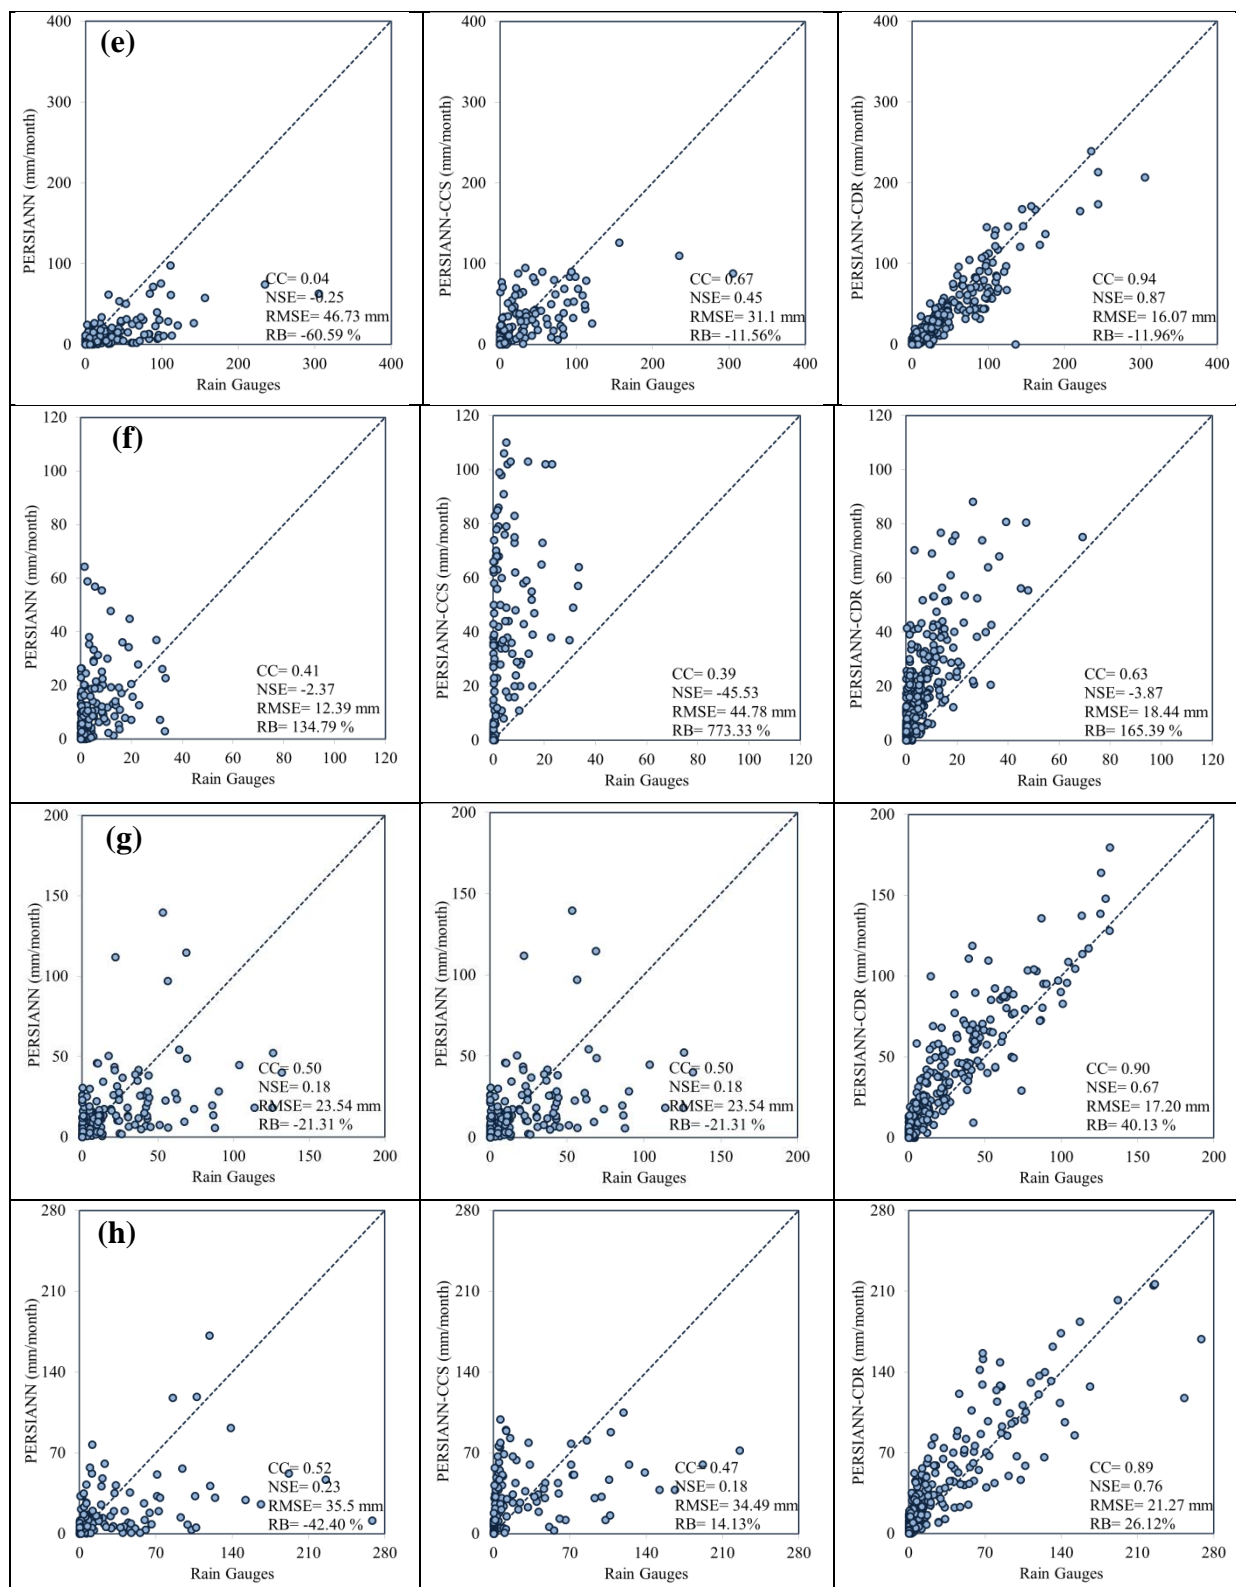 (e)
400
300
200
100
0
PERSIANN (mm/month)
CC= 0.04
NSE= -0.25
RMSE= 46.73 mm
RB= -60.59 %
0 100 200 300 400
Rain Gauges
400
300
200
100
0
PERSIANN-CCS (mm/month)
CC= 0.67
NSE= 0.45
RMSE= 31.1 mm
RB= -11.56%
0 100 200 300 400
Rain Gauges
400
300
200
100
0
PERSIANN-CDR (mm/month)
CC= 0.94
NSE= 0.87
RMSE= 16.07 mm
RB= -11.96%
0 100 200 300 400
Rain Gauges
(f)
120
100
80
60
40
20
0
PERSIANN (mm/month)
CC= 0.41
NSE= -2.37
RMSE= 12.39 mm
RB= 134.79 %
0 20 40 60 80 100 120
Rain Gauges
120
100
80
60
40
20
0
PERSIANN-CCS (mm/month)
CC= 0.39
NSE= -45.53
RMSE= 44.78 mm
RB= 773.33 %
0 20 40 60 80 100 120
Rain Gauges
120
100
80
60
40
20
0
PERSIANN-CDR (mm/month)
CC= 0.63
NSE= -3.87
RMSE= 18.44 mm
RB= 165.39 %
0 20 40 60 80 100 120
Rain Gauges
(g)
200
150
100
50
0
PERSIANN (mm/month)
CC= 0.50
NSE= 0.18
RMSE= 23.54 mm
RB= -21.31 %
0 50 100 150 200
Rain Gauges
200
150
100
50
0
PERSIANN (mm/month)
CC= 0.50
NSE= 0.18
RMSE= 23.54 mm
RB= -21.31 %
0 50 100 150 200
Rain Gauges
200
150
100
50
0
PERSIANN-CDR (mm/month)
CC= 0.90
NSE= 0.67
RMSE= 17.20 mm
RB= 40.13 %
0 50 100 150 200
Rain Gauges
(h)
280
210
140
70
0
PERSIANN (mm/month)
CC= 0.52
NSE= 0.23
RMSE= 35.5 mm
RB= -42.40 %
0 70 140 210 280
Rain Gauges
280
210
140
70
0
PERSIANN-CCS (mm/month)
CC= 0.47
NSE= 0.18
RMSE= 34.49 mm
RB= 14.13%
0 70 140 210 280
Rain Gauges
280
210
140
70
0
PERSIANN-CDR (mm/month)
CC= 0.89
NSE= 0.76
RMSE= 21.27 mm
RB= 26.12%
0 70 140 210 280
Rain Gauges